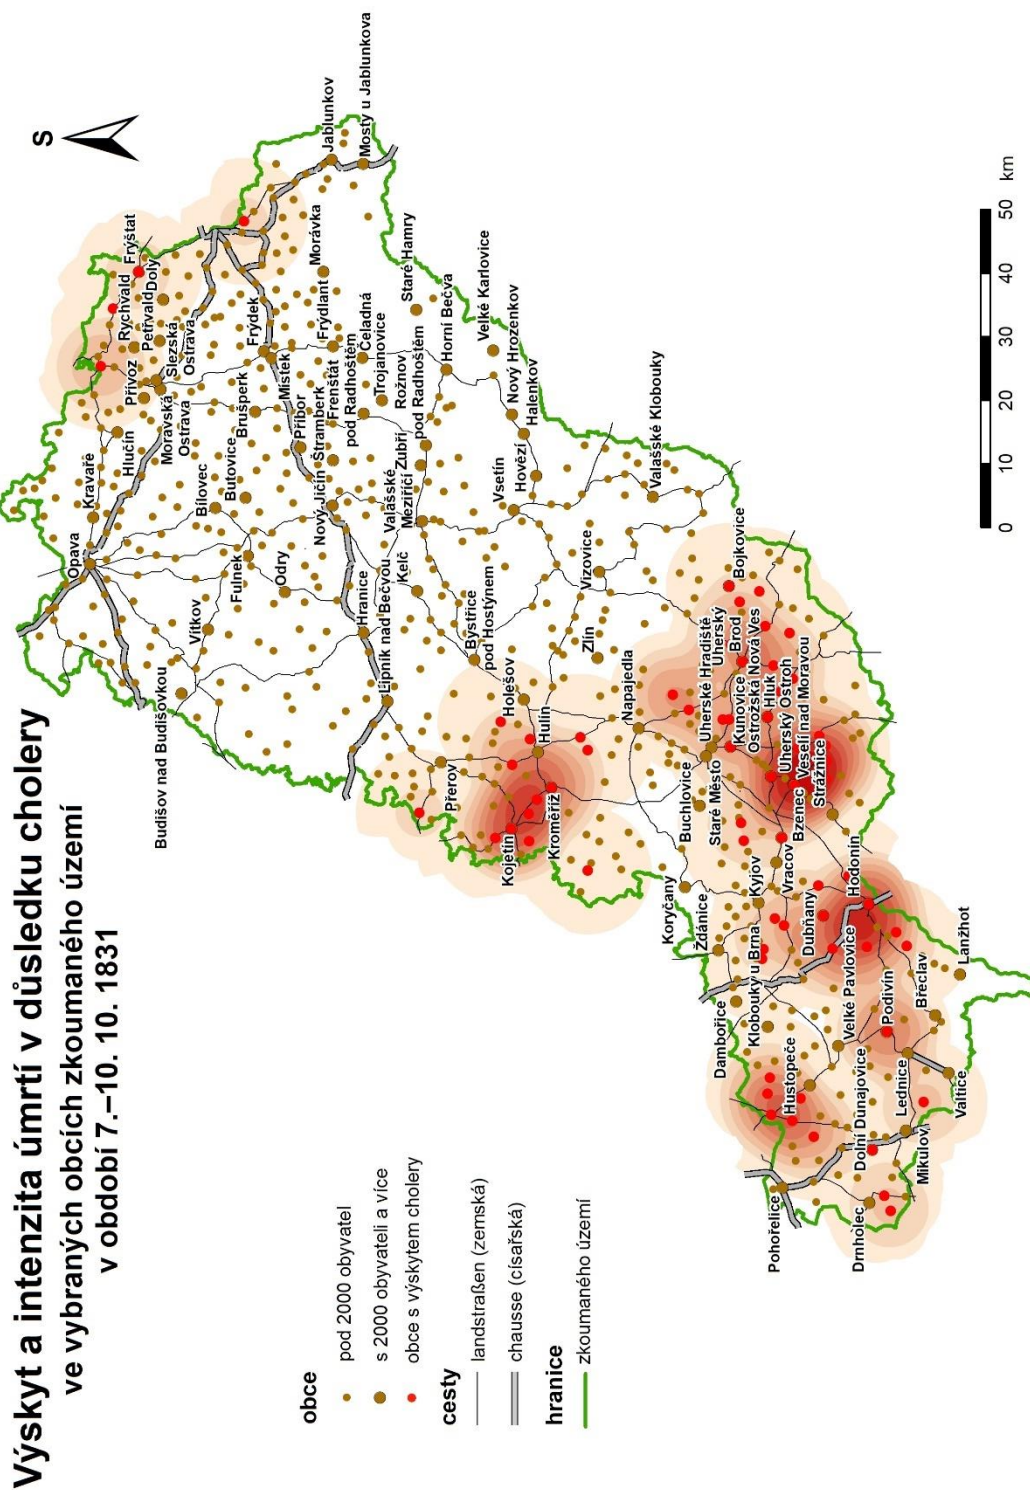 Výskyt a intenzita úmrtí v důsledku cholery
ve vybraných obcích zkoumaného území
v období 7.–10. 10. 1831
S
obce
pod 2000 obyvatel
s 2000 obyvateli a více
obce s výskytem cholery
cesty
landstraßen (zemská)
chausse (císařská)
hranice
zkoumaného území
0 10 20 30 40 50 km
Opava
Kravaře
Hlučín
Přívoz
Rychvald
Petřvald
Doly
Fryštat
Slezská
Ostrava
Moravská
Ostrava
Budišov nad Budišovkou
Vítkov
Bílovec
Butovice
Brušperk
Fulnek
Odry
Frýdek
Místek
Příbor
Štramberk
Nový Jičín
Frýdlant
Morávka
Jablunkov
Mosty u Jablunkova
Frenštát
pod Radhoštěm
Čeladná
Trojanovice
Staré Hamry
Hranice
Lipník nad Bečvou
Kelč
Valašské
Meziříčí
Zubří
Rožnov
pod Radhoštěm
Horní Bečva
Velké Karlovice
Nový Hrozenkov
Halenkov
Hovězí
Vsetín
Bystřice
pod Hostýnem
Přerov
Holešov
Hulín
Kojetín
Kroměříž
Vizovice
Zlín
Valašské Klobouky
Napajedla
Koryčany
Buchlovice
Staré Město
Uherské Hradiště
Uherský
Brod
Bojkovice
Kunovice
Ostrožská Nová Ves
Hluk
Uherský Ostroh
Veselí nad Moravou
Bzenec
Strážnice
Ždánice
Kyjov
Vracov
Dambořice
Klobouky u Brna
Dubňany
Hodonín
Hustopeče
Velké Pavlovice
Podivín
Pohořelice
Dolní Dunajovice
Lednice
Břeclav
Lanžhot
Drnholec
Mikulov
Valtice